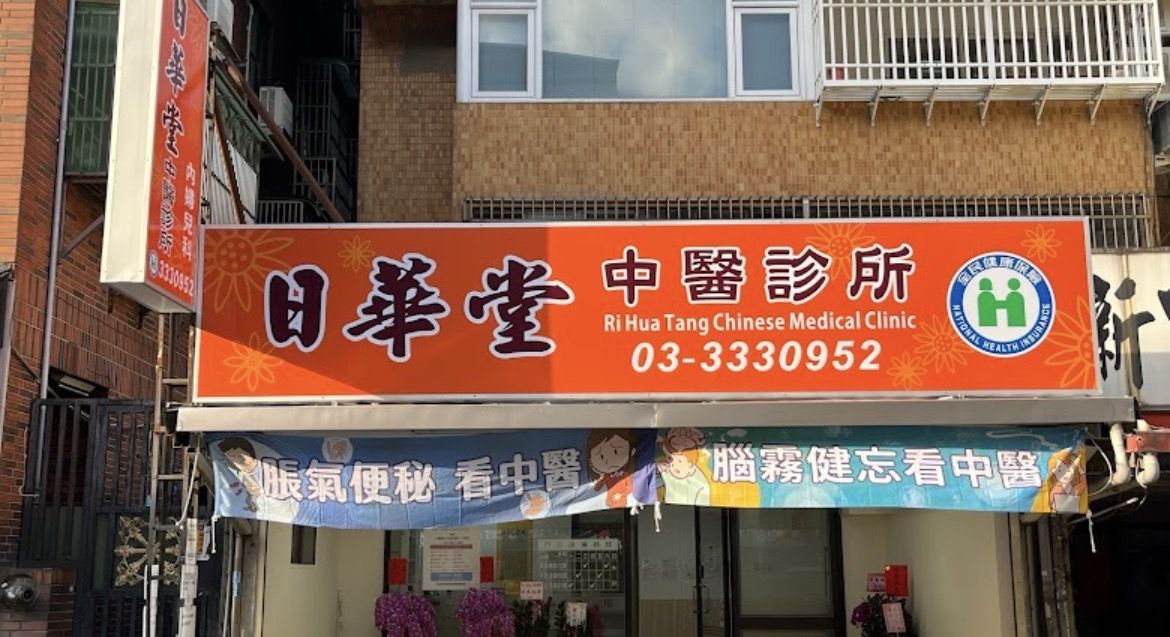 日華堂
中醫診所
內婦兒科
3330952
日華堂
中醫診所
Ri Hua Tang Chinese Medical Clinic
03-3330952
全民健康保險
NATIONAL HEALTH INSURANCE
新
脹氣便秘 看中醫
腦霧健忘看中醫